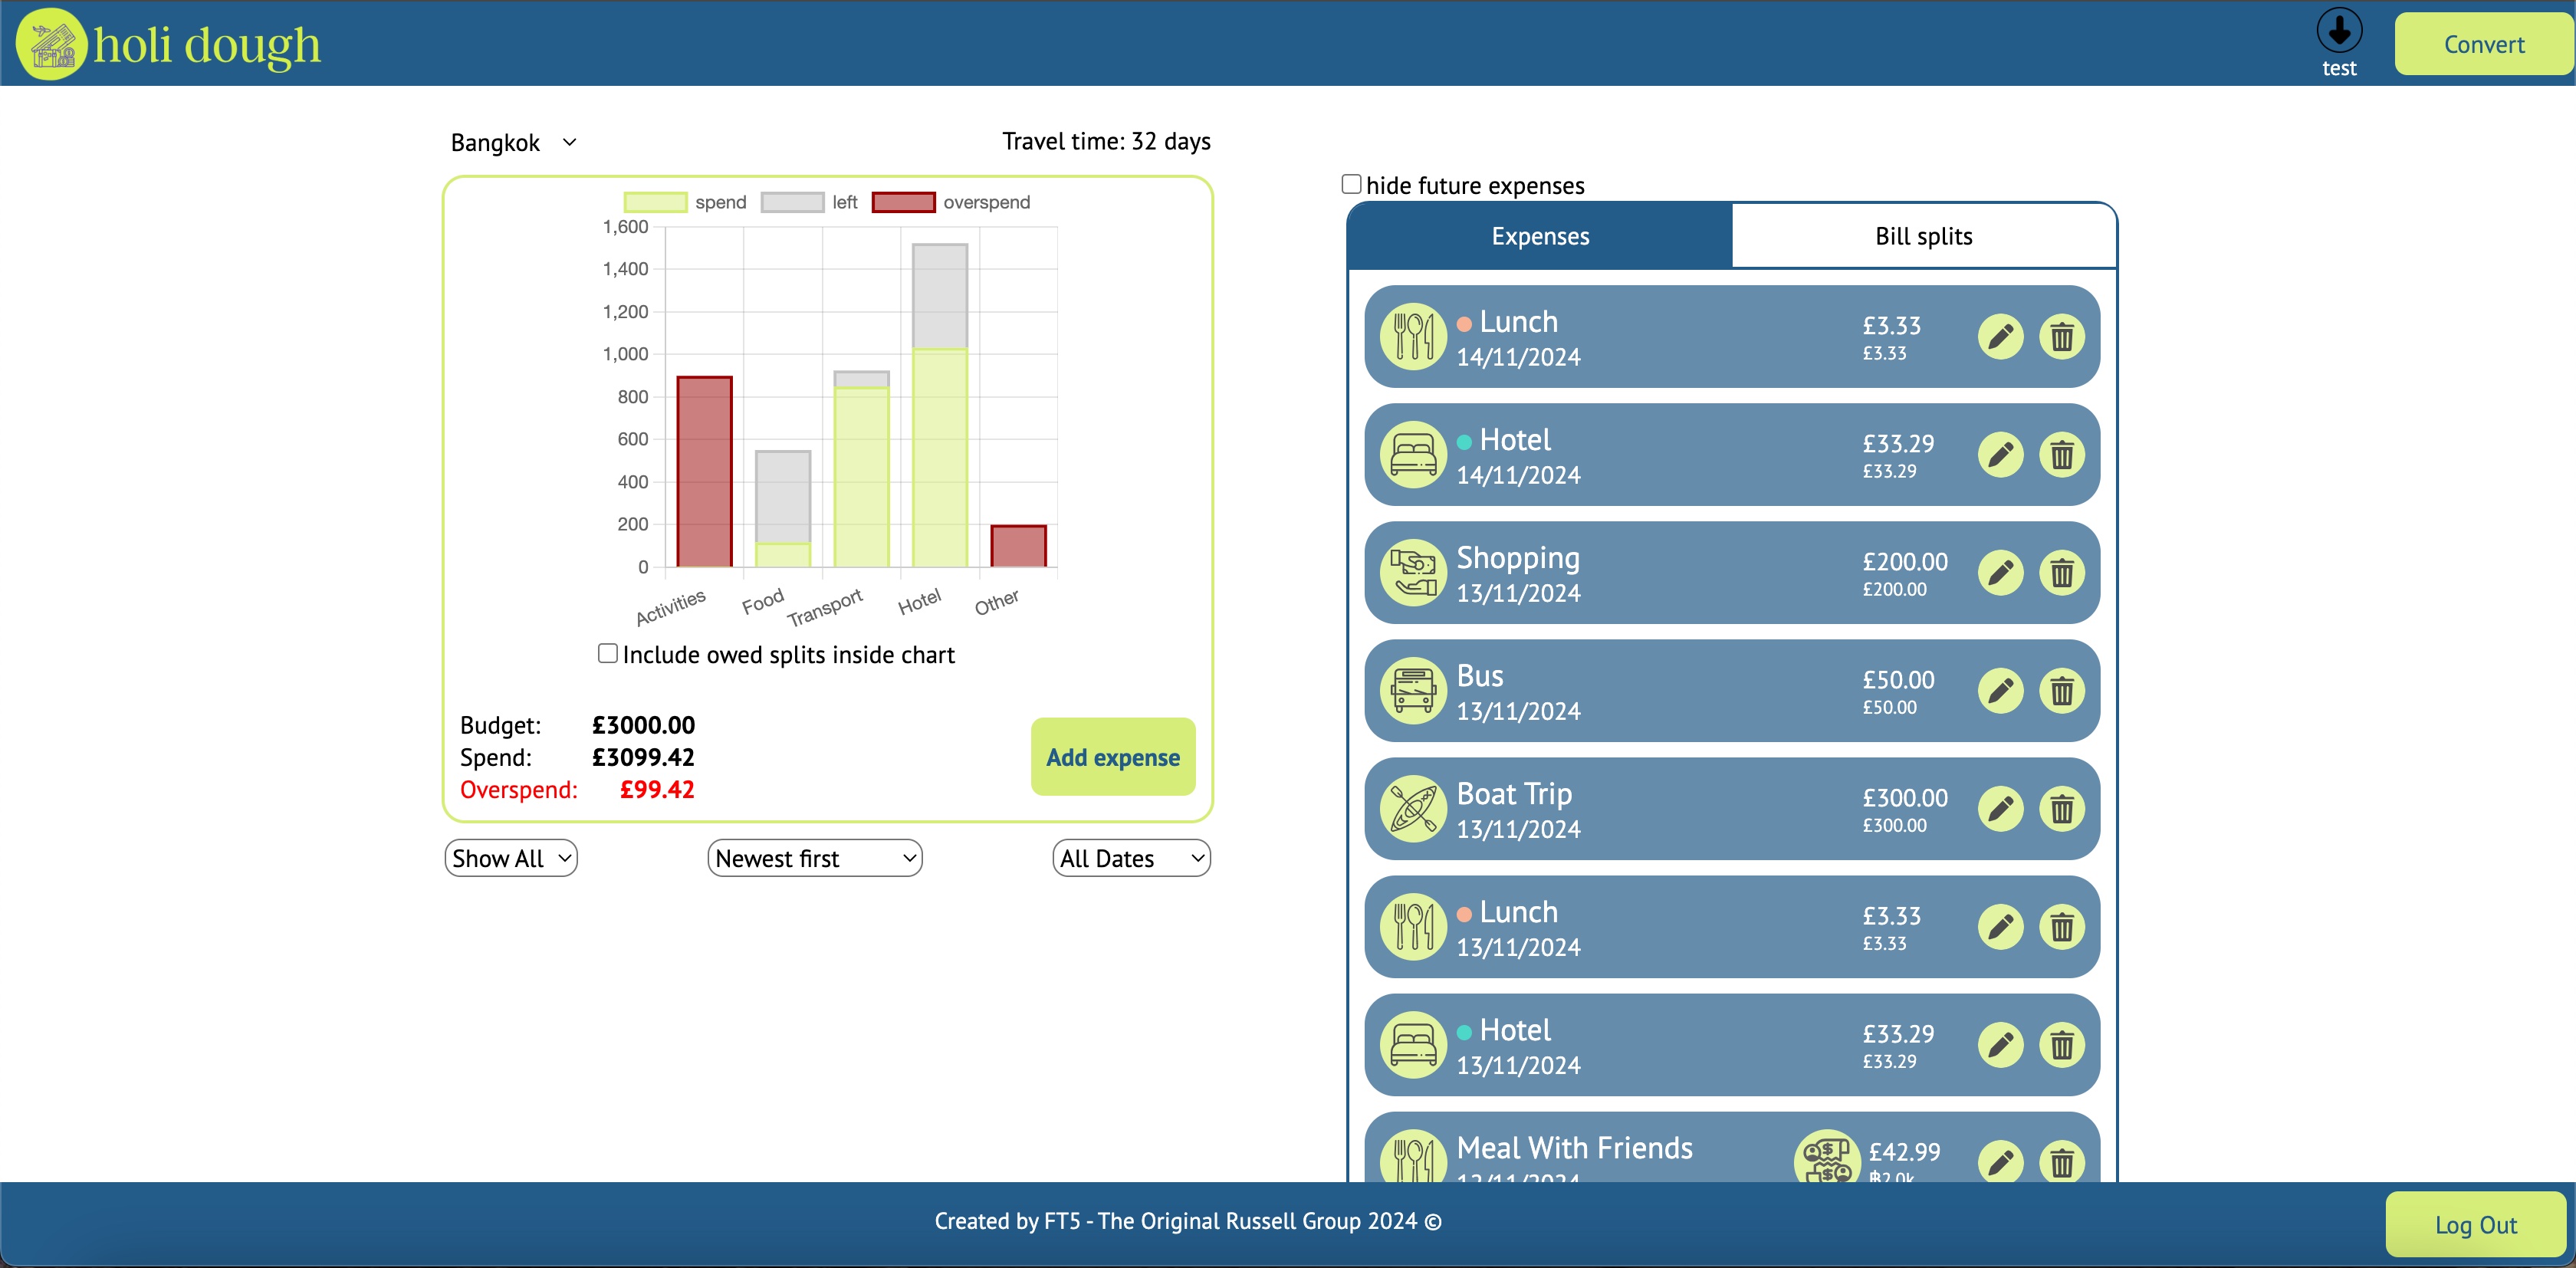 holi dough
test
Convert
Bangkok
Travel time: 32 days
spend left overspend
1,600
1,400
1,200
1,000
800
600
400
200
0
Activities Food Transport Hotel Other
Include owed splits inside chart
Budget: £3000.00
Spend: £3099.42
Overspend: £99.42
Add expense
Show All
Newest first
All Dates
hide future expenses
Expenses
Bill splits
Lunch
14/11/2024
£3.33
£3.33
Hotel
14/11/2024
£33.29
£33.29
Shopping
13/11/2024
£200.00
£200.00
Bus
13/11/2024
£50.00
£50.00
Boat Trip
13/11/2024
£300.00
£300.00
Lunch
13/11/2024
£3.33
£3.33
Hotel
13/11/2024
£33.29
£33.29
Meal With Friends
£42.99
฿2.0k
Created by FT5 - The Original Russell Group 2024 ©
Log Out